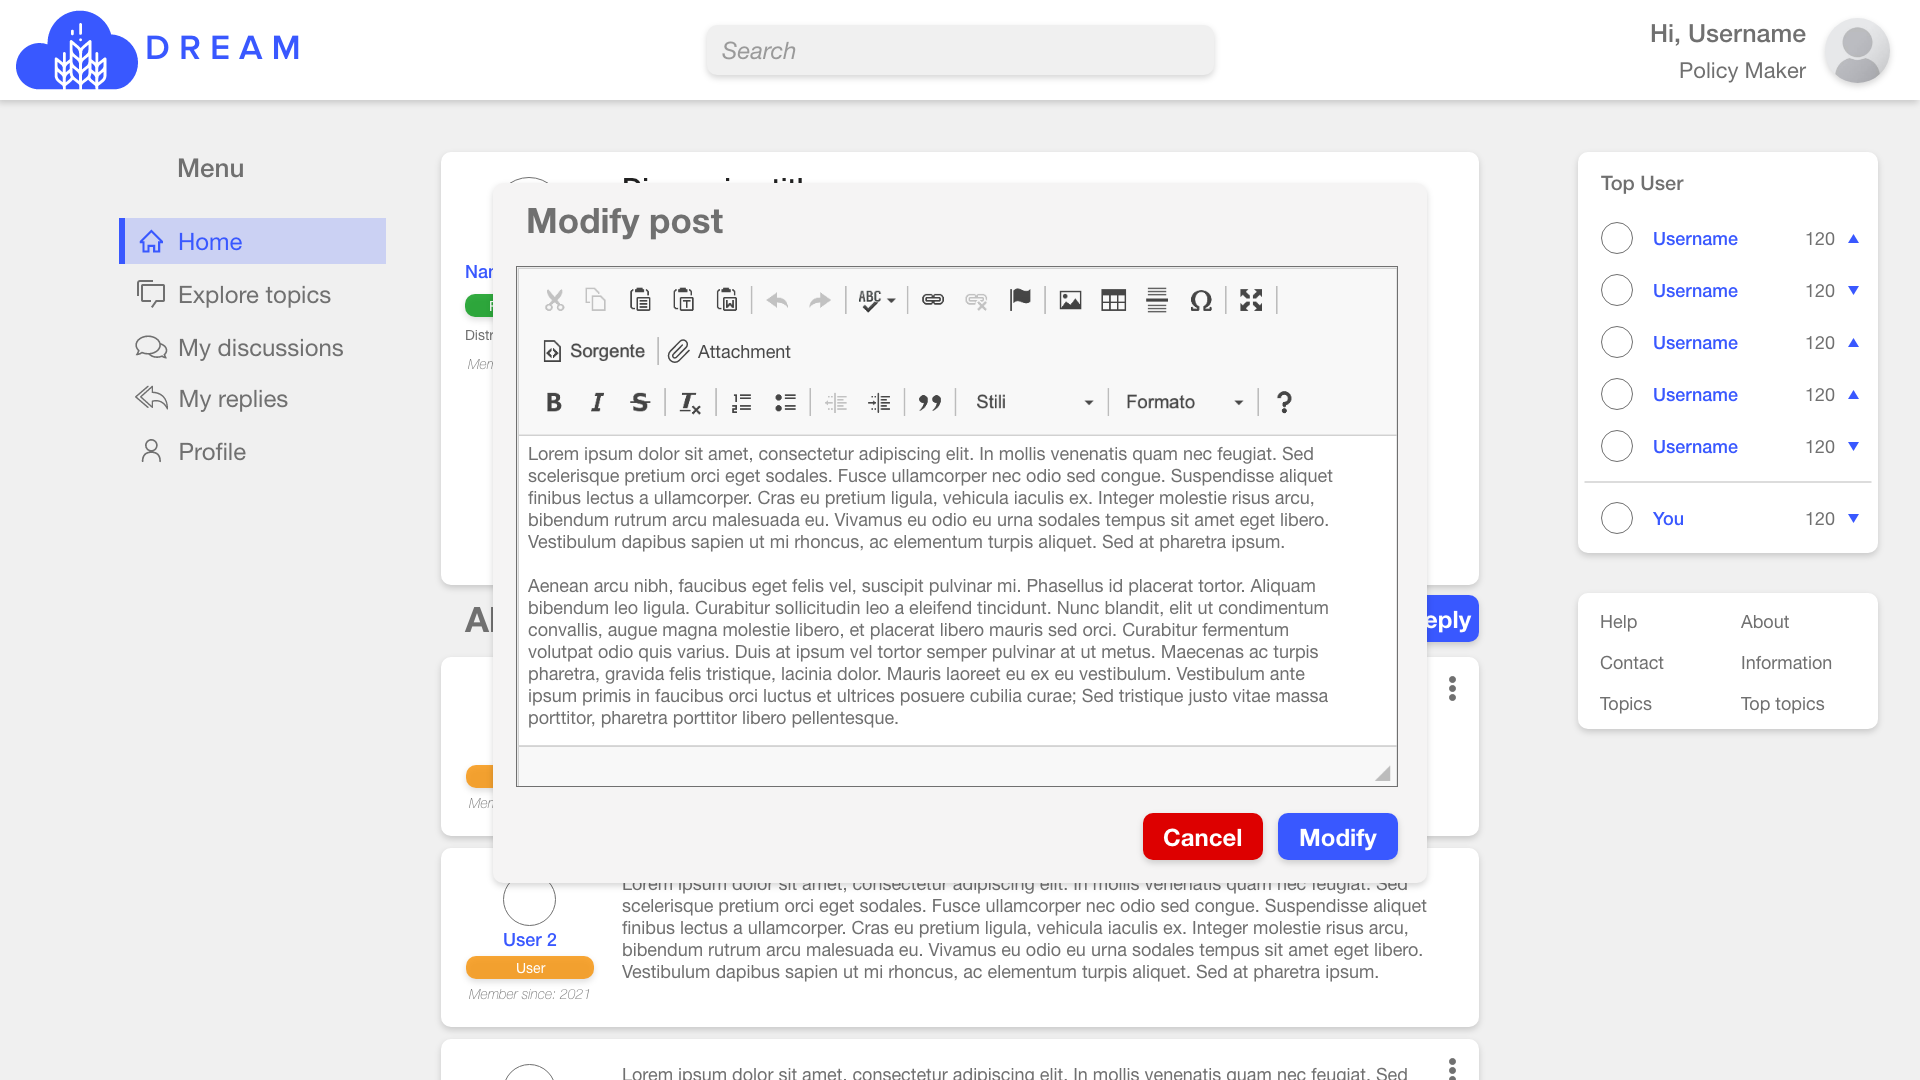 DREAM
Search
Hi, Username
Policy Maker
Menu
Home
Explore topics
My discussions
My replies
Profile
Modify post
ABC
Sorgente
Attachment
B I S Tx
Stili
Formato
?
Lorem ipsum dolor sit amet, consectetur adipiscing elit. In mollis venenatis quam nec feugiat. Sed
scelerisque pretium orci eget sodales. Fusce ullamcorper nec odio sed congue. Suspendisse aliquet
finibus lectus a ullamcorper. Cras eu pretium ligula, vehicula iaculis ex. Integer molestie risus arcu,
bibendum rutrum arcu malesuada eu. Vivamus eu odio eu urna sodales tempus sit amet eget libero.
Vestibulum dapibus sapien ut mi rhoncus, ac elementum turpis aliquet. Sed at pharetra ipsum.
Aenean arcu nibh, faucibus eget felis vel, suscipit pulvinar mi. Phasellus id placerat tortor. Aliquam
bibendum leo ligula. Curabitur sollicitudin leo a eleifend tincidunt. Nunc blandit, elit ut condimentum
convallis, augue magna molestie libero, et placerat libero mauris sed orci. Curabitur fermentum
volutpat odio quis varius. Duis at ipsum vel tortor semper pulvinar at ut metus. Maecenas ac turpis
pharetra, gravida felis tristique, lacinia dolor. Mauris laoreet eu ex eu vestibulum. Vestibulum ante
ipsum primis in faucibus orci luctus et ultrices posuere cubilia curae; Sed tristique justo vitae massa
porttitor, pharetra porttitor libero pellentesque.
Cancel
Modify
User 2
User
Member since: 2021
Lorem ipsum dolor sit amet, consectetur adipiscing elit. In mollis venenatis quam nec feugiat. Sed
scelerisque pretium orci eget sodales. Fusce ullamcorper nec odio sed congue. Suspendisse aliquet
finibus lectus a ullamcorper. Cras eu pretium ligula, vehicula iaculis ex. Integer molestie risus arcu,
bibendum rutrum arcu malesuada eu. Vivamus eu odio eu urna sodales tempus sit amet eget libero.
Vestibulum dapibus sapien ut mi rhoncus, ac elementum turpis aliquet. Sed at pharetra ipsum.
Lorem ipsum dolor sit amet, consectetur adipiscing elit. In mollis venenatis quam nec feugiat. Sed
Top User
Username 120
Username 120
Username 120
Username 120
Username 120
You 120
Help
About
Contact
Information
Topics
Top topics